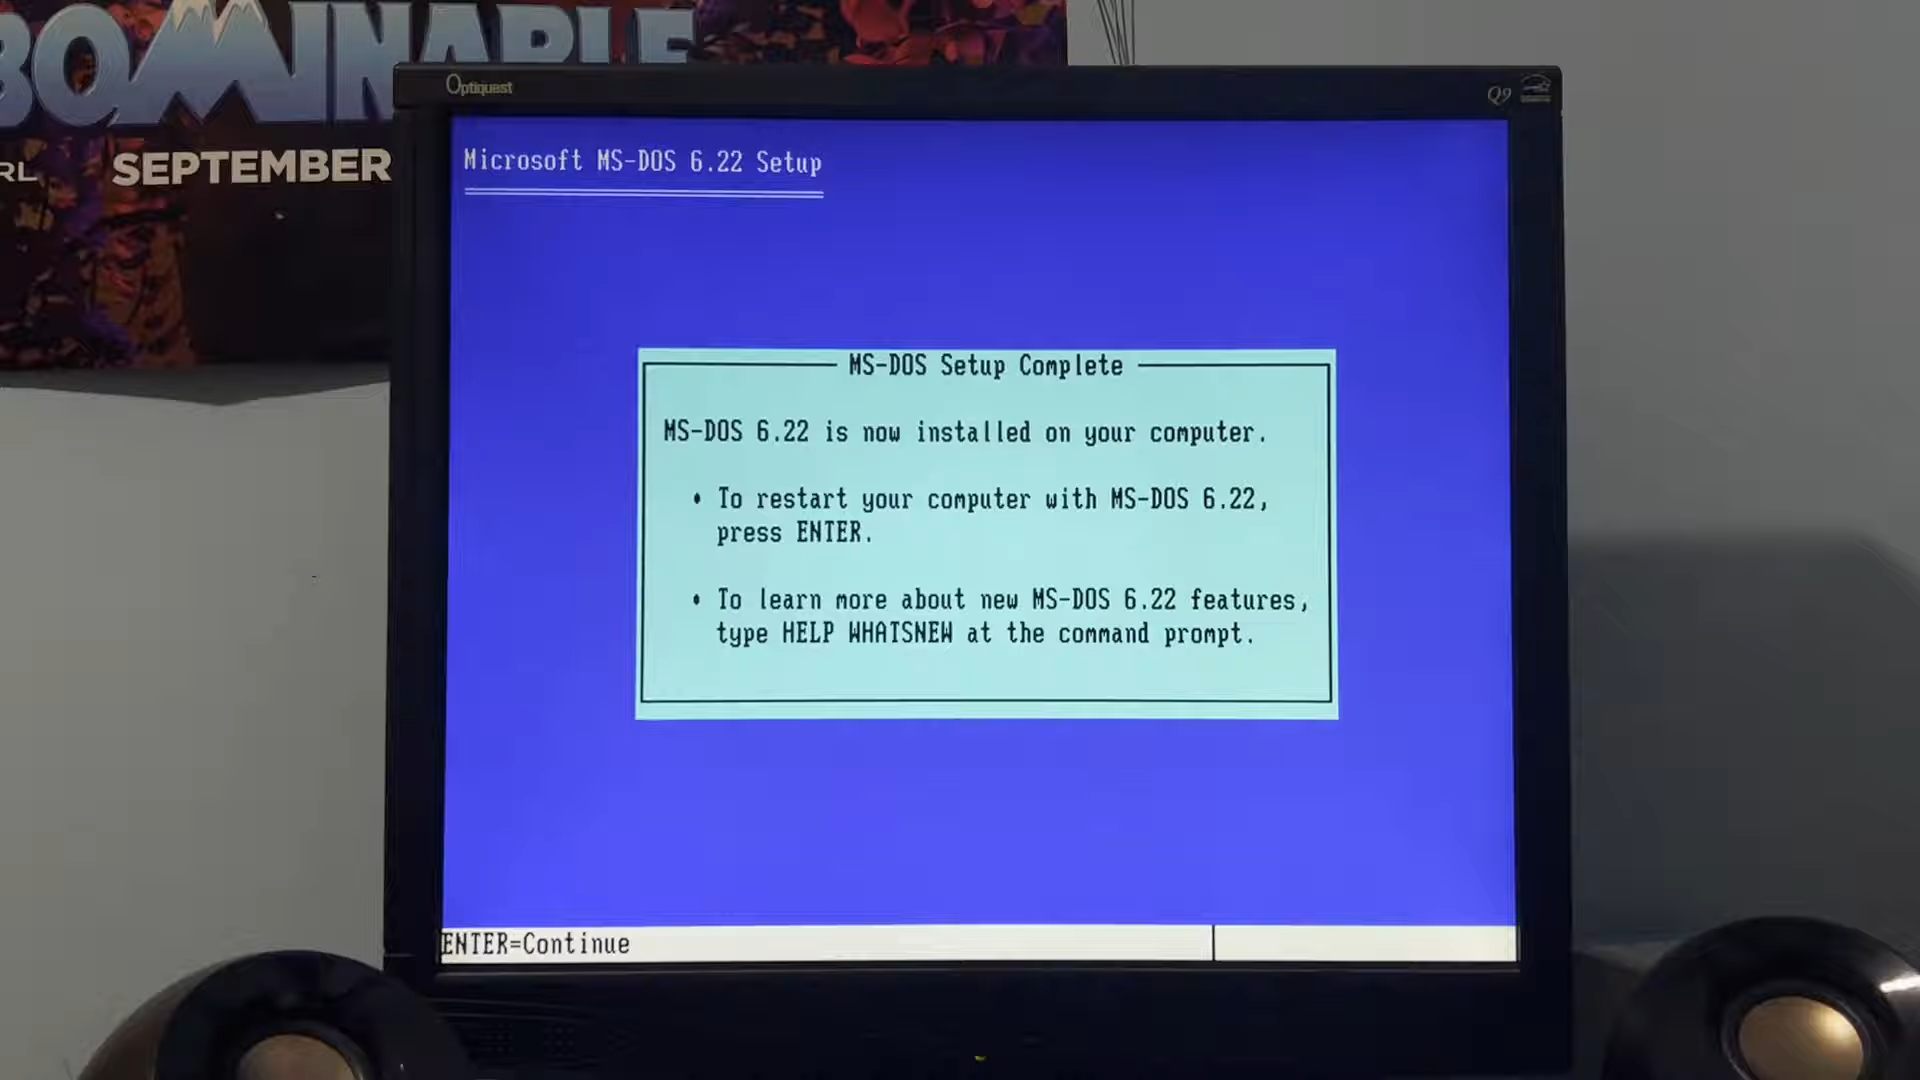 ABOMINABLE
SEPTEMBER
Optiquest
Q9
Microsoft MS-DOS 6.22 Setup
MS-DOS Setup Complete
MS-DOS 6.22 is now installed on your computer.
• To restart your computer with MS-DOS 6.22,
press ENTER.
• To learn more about new MS-DOS 6.22 features,
type HELP WHATSNEW at the command prompt.
ENTER=Continue